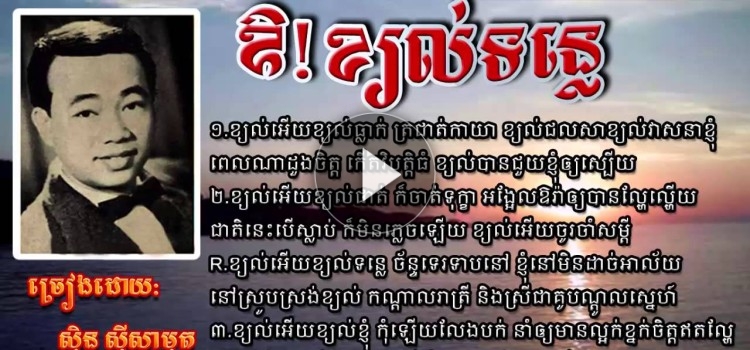 ឱ! ខ្យល់ទន្លេ
១.ខ្យល់អើយខ្យល់ធ្លាក់ ត្រជាត់កាយា ខ្យល់ជលសាខ្យល់វាសនាខ្ញុំ
ពេលណាដួងចិត្ត កើតវិបត្តិធំ ខ្យល់បានជួយខ្ញុំឲ្យស្បើយ
២.ខ្យល់អើយខ្យល់ជាតិ ក៏ចាត់ទុក្ខា អង្អែលឱរ៉ាឲ្យបានល្ហែល្ហើយ
ជាតិនេះបើស្លាប់ ក៏មិនភ្លេចឡើយ ខ្យល់អើយចូរចាំសម្ដី
R.ខ្យល់អើយខ្យល់ទន្លេ ច័ន្ទទេរទាបនៅ ខ្ញុំនៅមិនដាច់អាល័យ
នៅស្រូបស្រង់ខ្យល់ កណ្ដាលរាត្រី និងស្រីជាគូបណ្ដូលស្នេហ៍
៣.ខ្យល់អើយខ្យល់ខ្ញុំ កុំឡើយលែងបក់ នាំឲ្យមានល្អក់ខ្នក់ចិត្តឥតល្ហែ
ច្រៀងដោយ:
ស៊ិន ស៊ីសាមុត